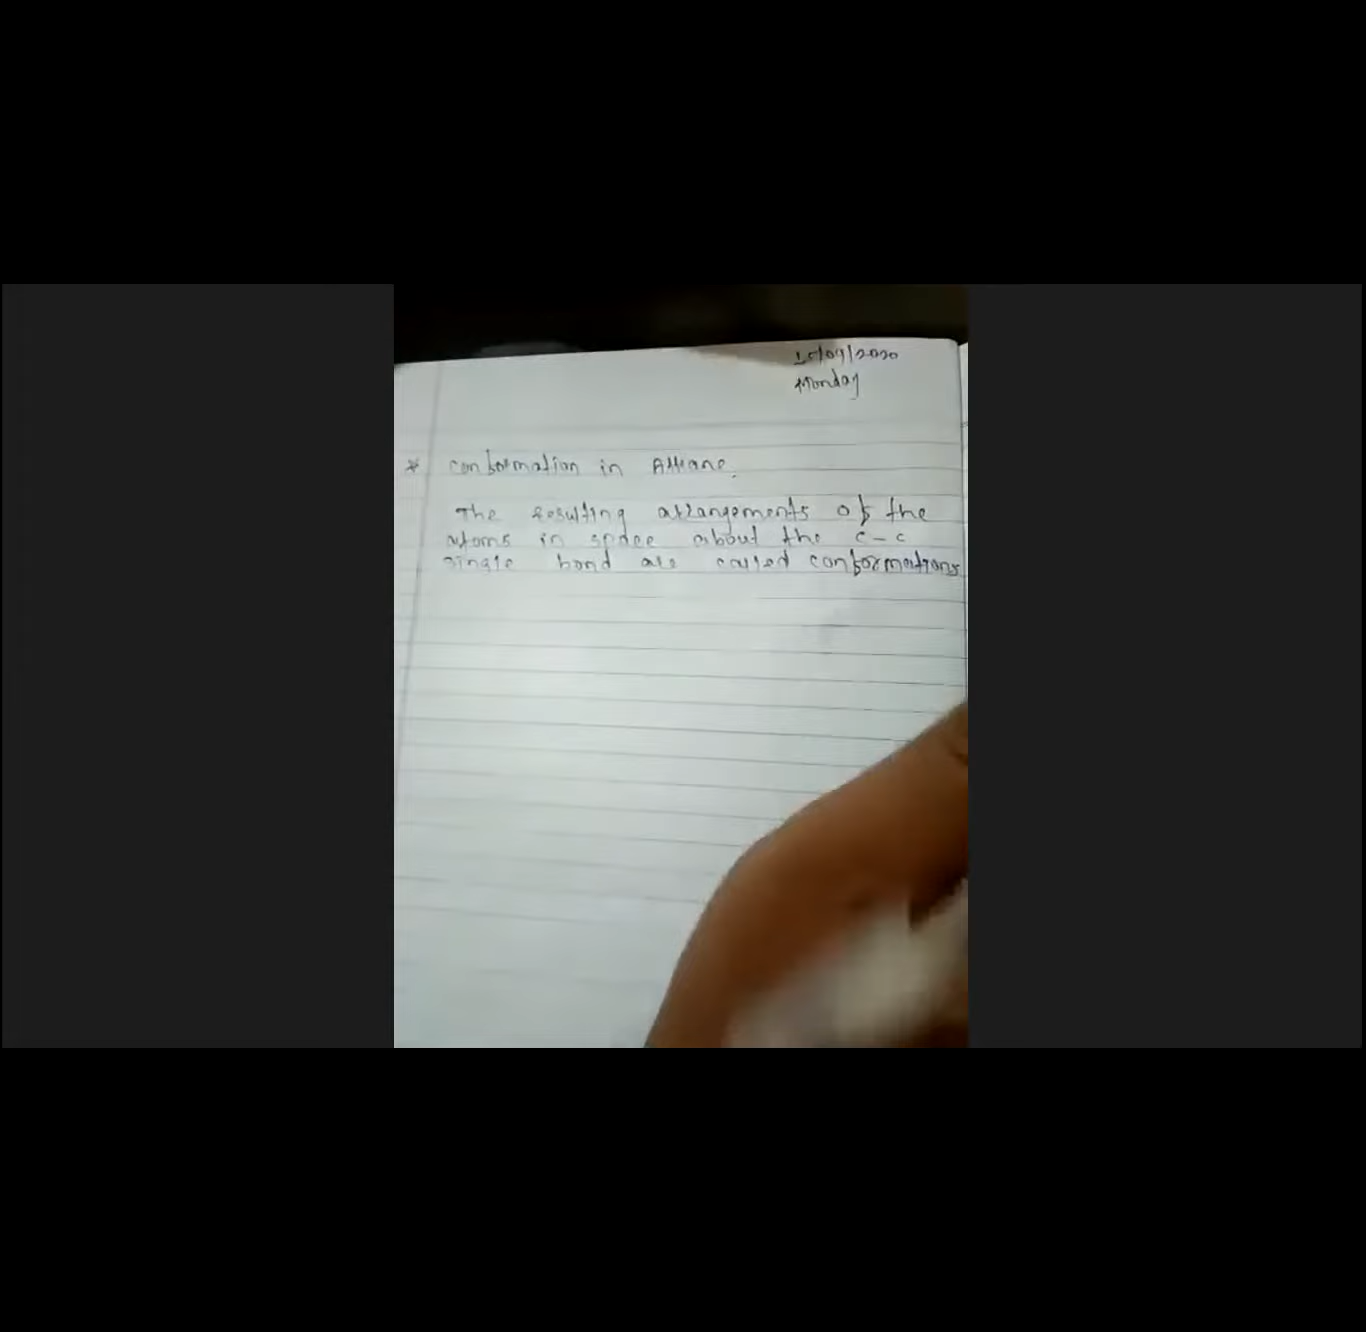 Monday
* Conformation in Alkane.
The resulting arrangements of the
atoms in space about the C-C
single bond are called conformations